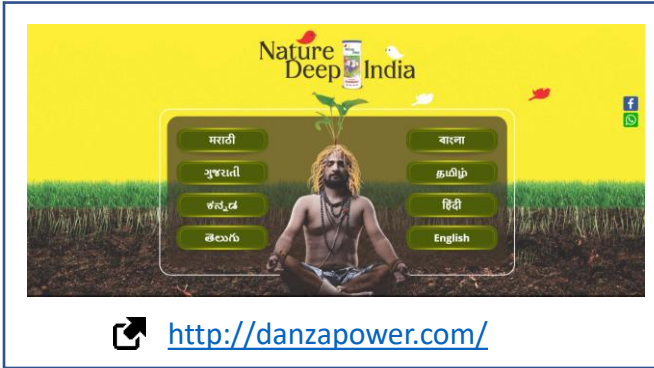 Nature
Deep India
मराठी
ગુજરાતી
ಕನ್ನಡ
తెలుగు
বাংলা
தமிழ்
हिंदी
English
http://danzapower.com/